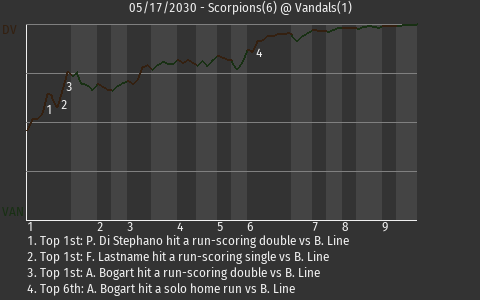 05/17/2030 - Scorpions(6) @ Vandals(1)
DV
1
2
3
4
VAN
1 2 3 4 5 6 7 8 9
1. Top 1st: P. Di Stephano hit a run-scoring double vs B. Line
2. Top 1st: F. Lastname hit a run-scoring single vs B. Line
3. Top 1st: A. Bogart hit a run-scoring double vs B. Line
4. Top 6th: A. Bogart hit a solo home run vs B. Line